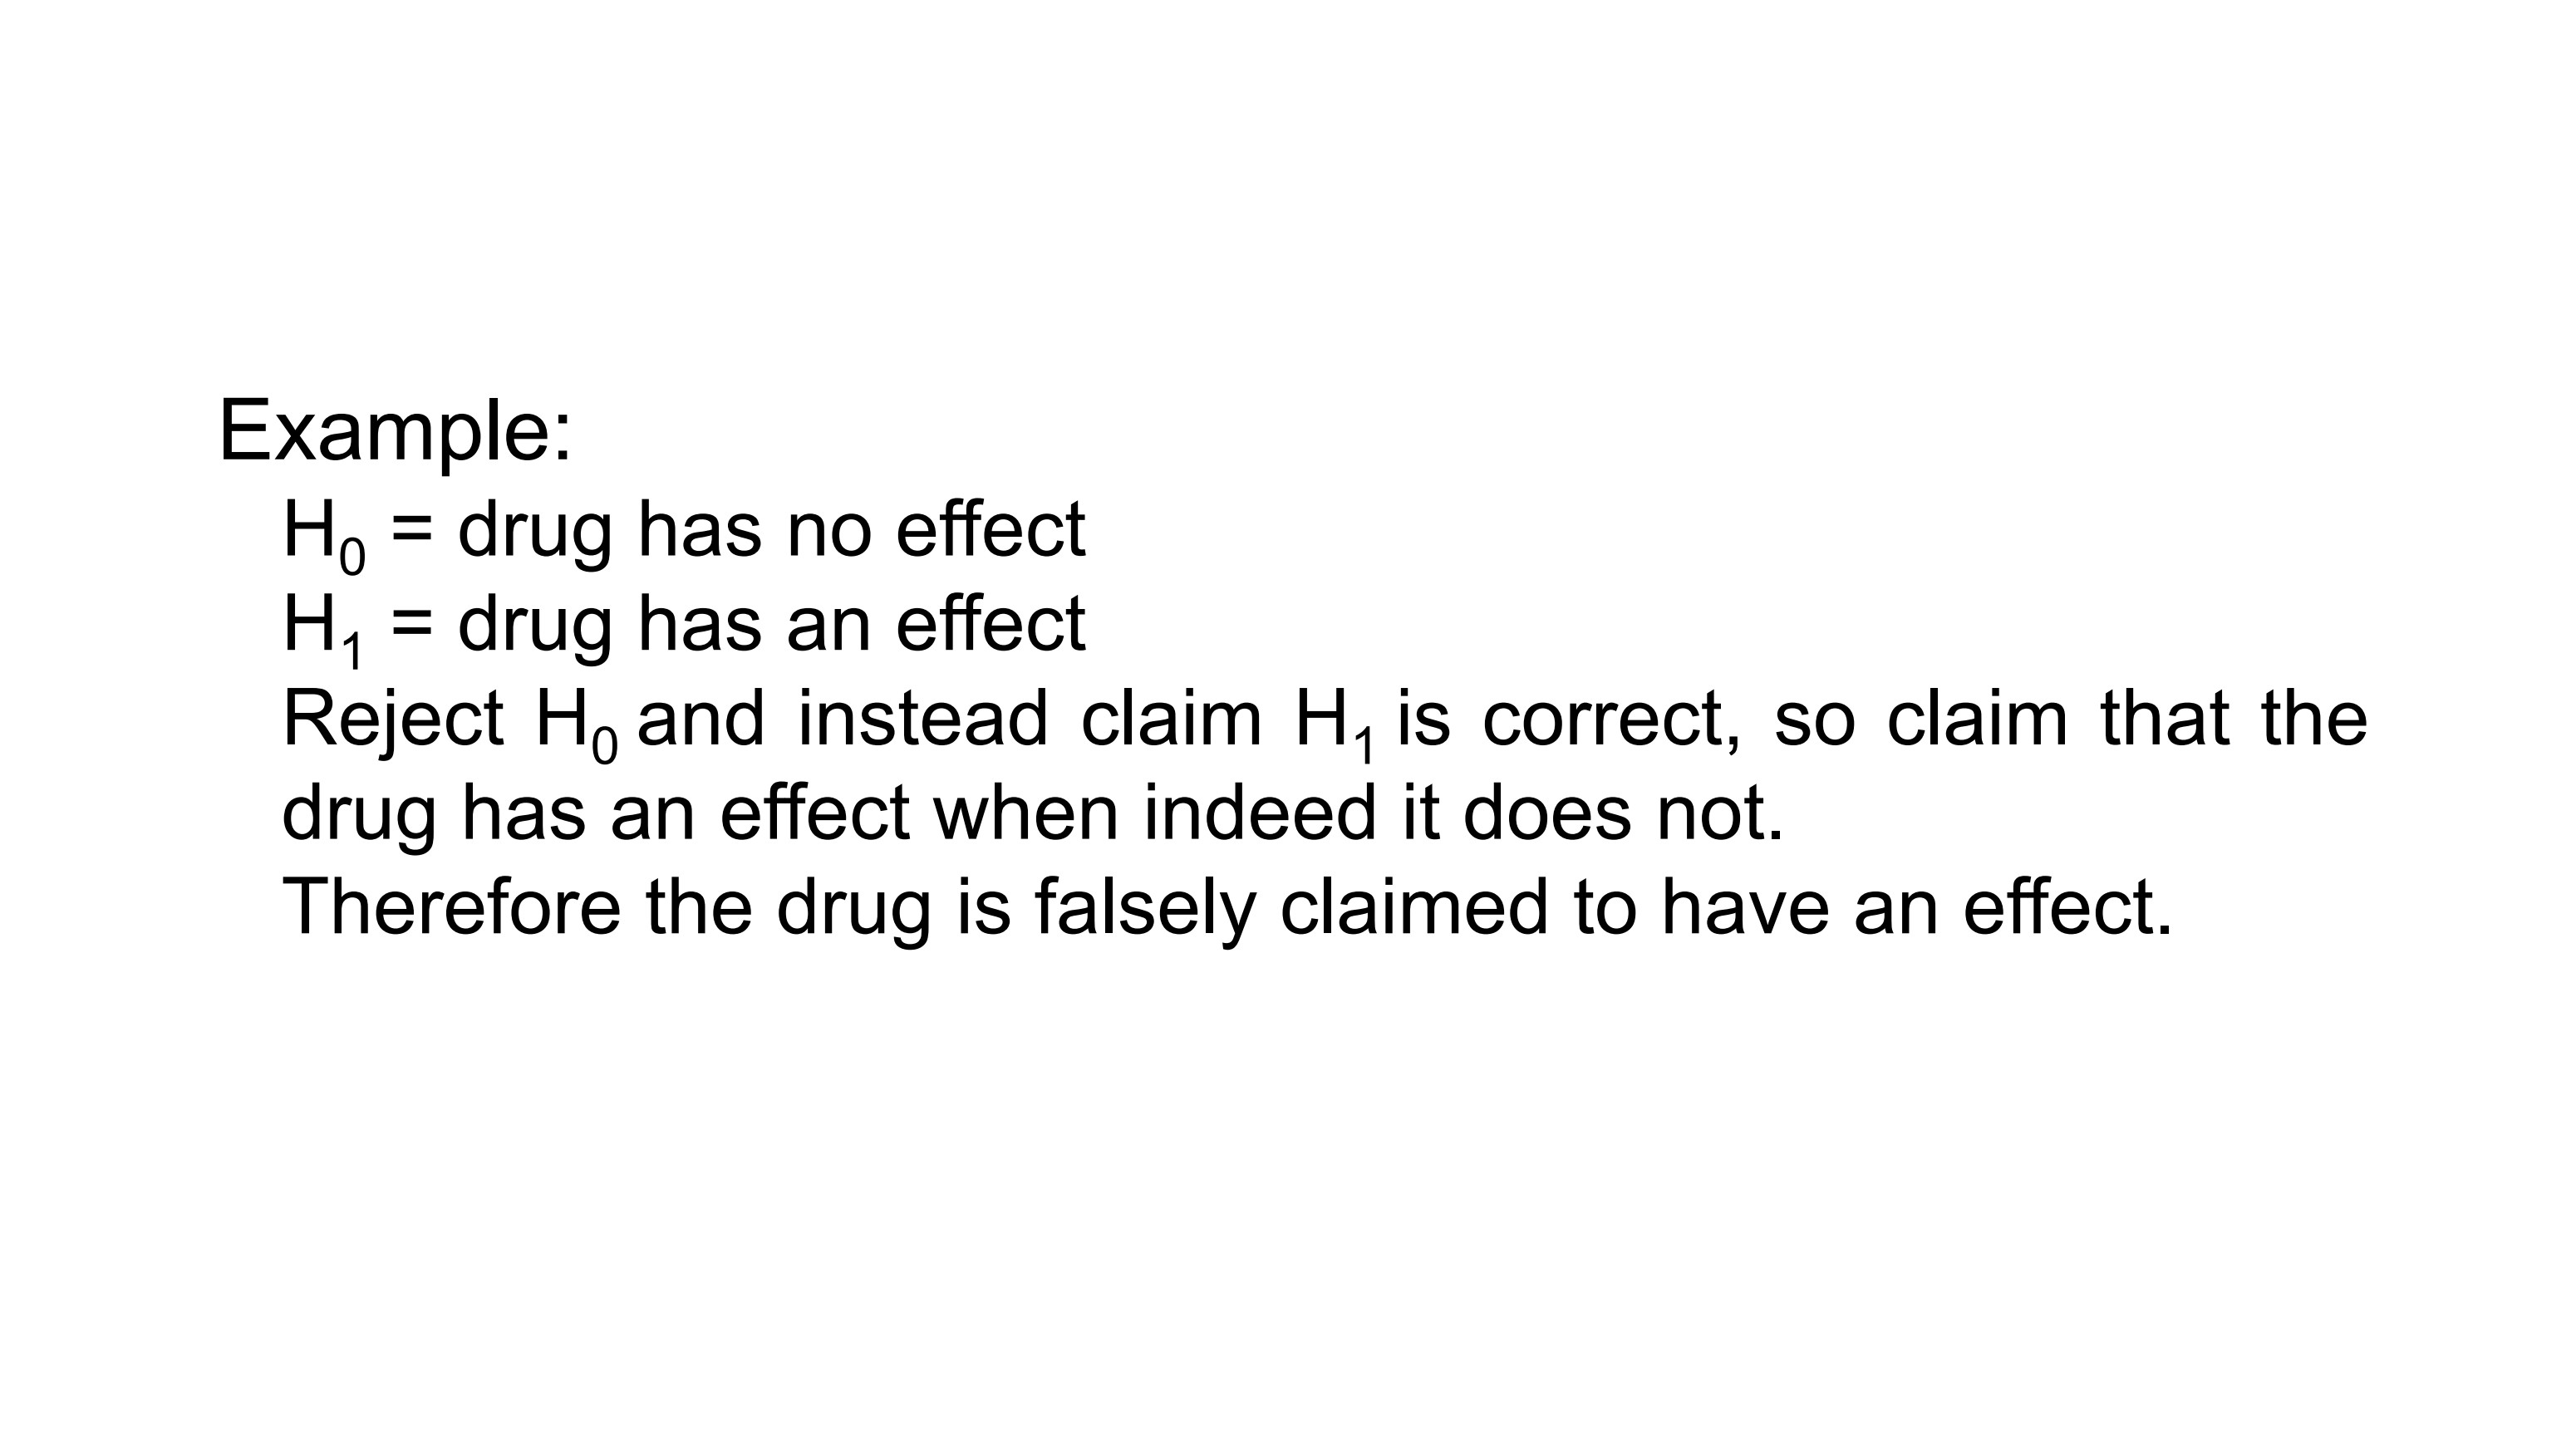 Example:
H₀ = drug has no effect
H₁ = drug has an effect
Reject H₀ and instead claim H₁ is correct, so claim that the
drug has an effect when indeed it does not.
Therefore the drug is falsely claimed to have an effect.